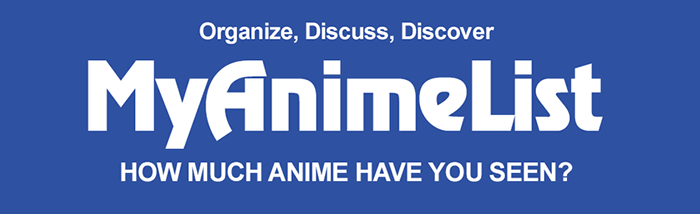 Organize, Discuss, Discover
MyAnimeList
HOW MUCH ANIME HAVE YOU SEEN?